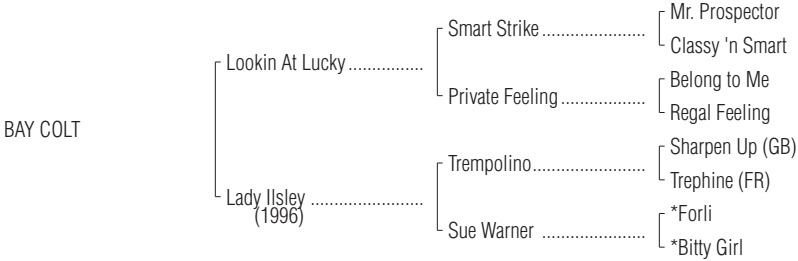 Mr. Prospector
Smart Strike ......................
Classy 'n Smart
Lookin At Lucky ................
Belong to Me
Private Feeling ..................
Regal Feeling
BAY COLT
Sharpen Up (GB)
Trempolino........................
Trephine (FR)
Lady Ilsley ........................
(1996)
*Forli
Sue Warner ......................
*Bitty Girl